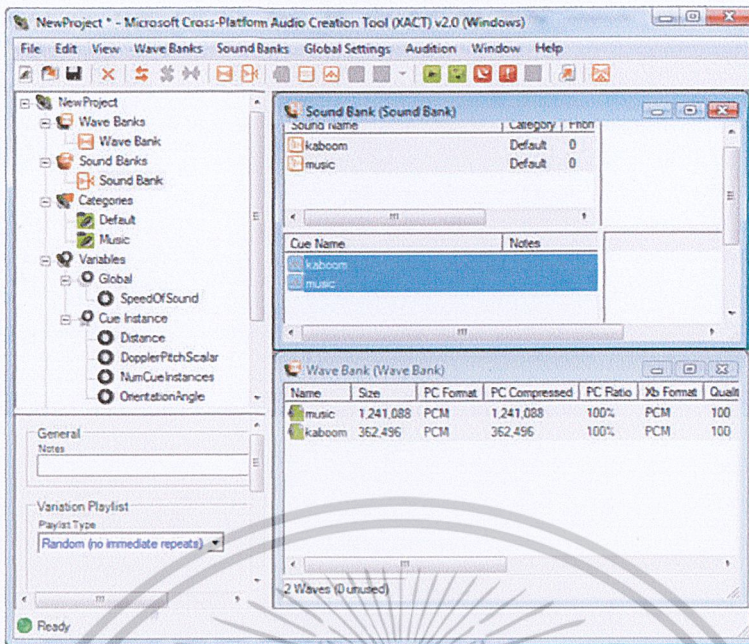 NewProject * - Microsoft Cross-Platform Audio Creation Tool (XACT) v2.0 (Windows)
File Edit View Wave Banks Sound Banks Global Settings Audition Window Help
NewProject
Wave Banks
Wave Bank
Sound Banks
Sound Bank
Categories
Default
Music
Variables
Global
SpeedOfSound
Cue Instance
Distance
DopplerPitchScalar
NumCueInstances
OrientationAngle
General
Notes
Variation Playlist
Playlist Type
Random (no immediate repeats)
Sound Bank (Sound Bank)
Sound Name Category Priori
kaboom Default 0
music Default 0
Cue Name Notes
kaboom
music
Wave Bank (Wave Bank)
Name Size PC Format PC Compressed PC Ratio Xb Format Qualit
music 1,241,088 PCM 1,241,088 100% PCM 100
kaboom 362,496 PCM 362,496 100% PCM 100
2 Waves (0 unused)
Ready